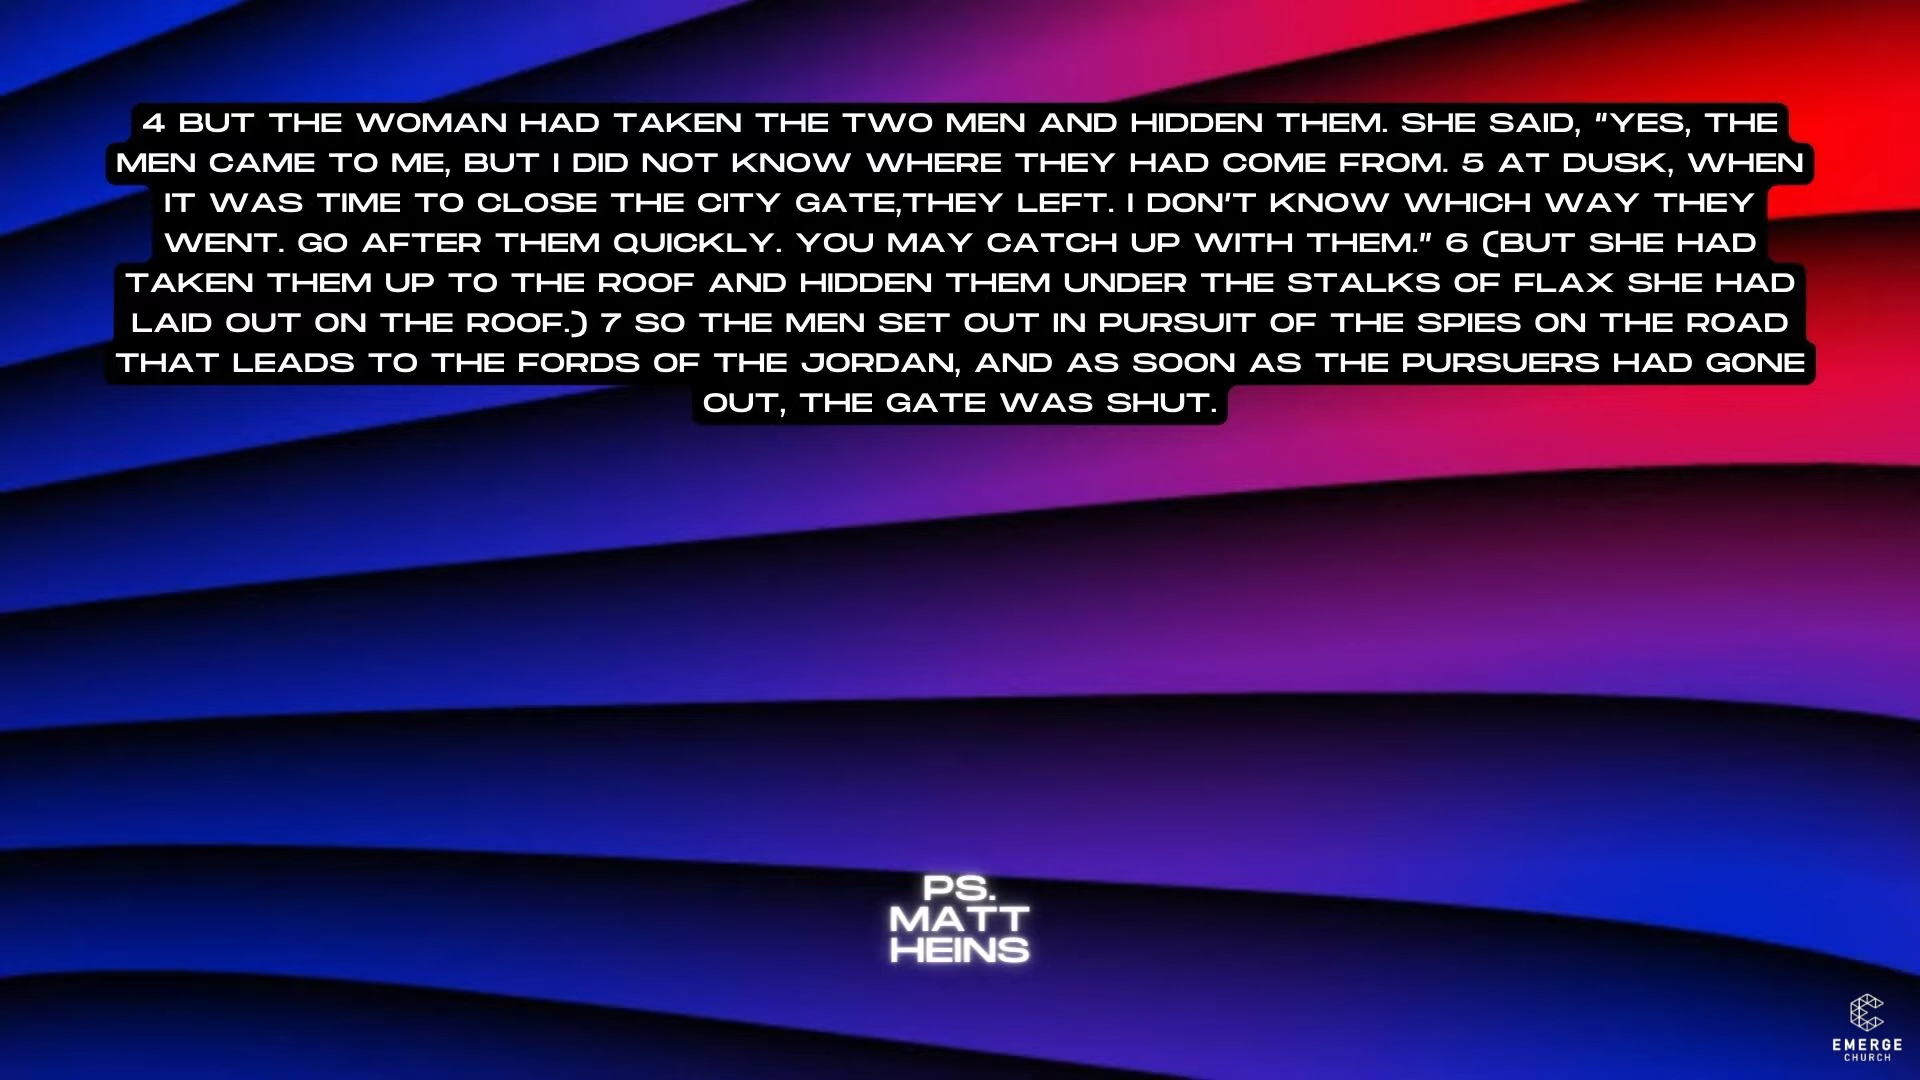 4 BUT THE WOMAN HAD TAKEN THE TWO MEN AND HIDDEN THEM. SHE SAID, "YES, THE
MEN CAME TO ME, BUT I DID NOT KNOW WHERE THEY HAD COME FROM. 5 AT DUSK, WHEN
IT WAS TIME TO CLOSE THE CITY GATE,THEY LEFT. I DON'T KNOW WHICH WAY THEY
WENT. GO AFTER THEM QUICKLY. YOU MAY CATCH UP WITH THEM." 6 (BUT SHE HAD
TAKEN THEM UP TO THE ROOF AND HIDDEN THEM UNDER THE STALKS OF FLAX SHE HAD
LAID OUT ON THE ROOF.) 7 SO THE MEN SET OUT IN PURSUIT OF THE SPIES ON THE ROAD
THAT LEADS TO THE FORDS OF THE JORDAN, AND AS SOON AS THE PURSUERS HAD GONE
OUT, THE GATE WAS SHUT.
PS.
MATT
HEINS
EMERGE
CHURCH